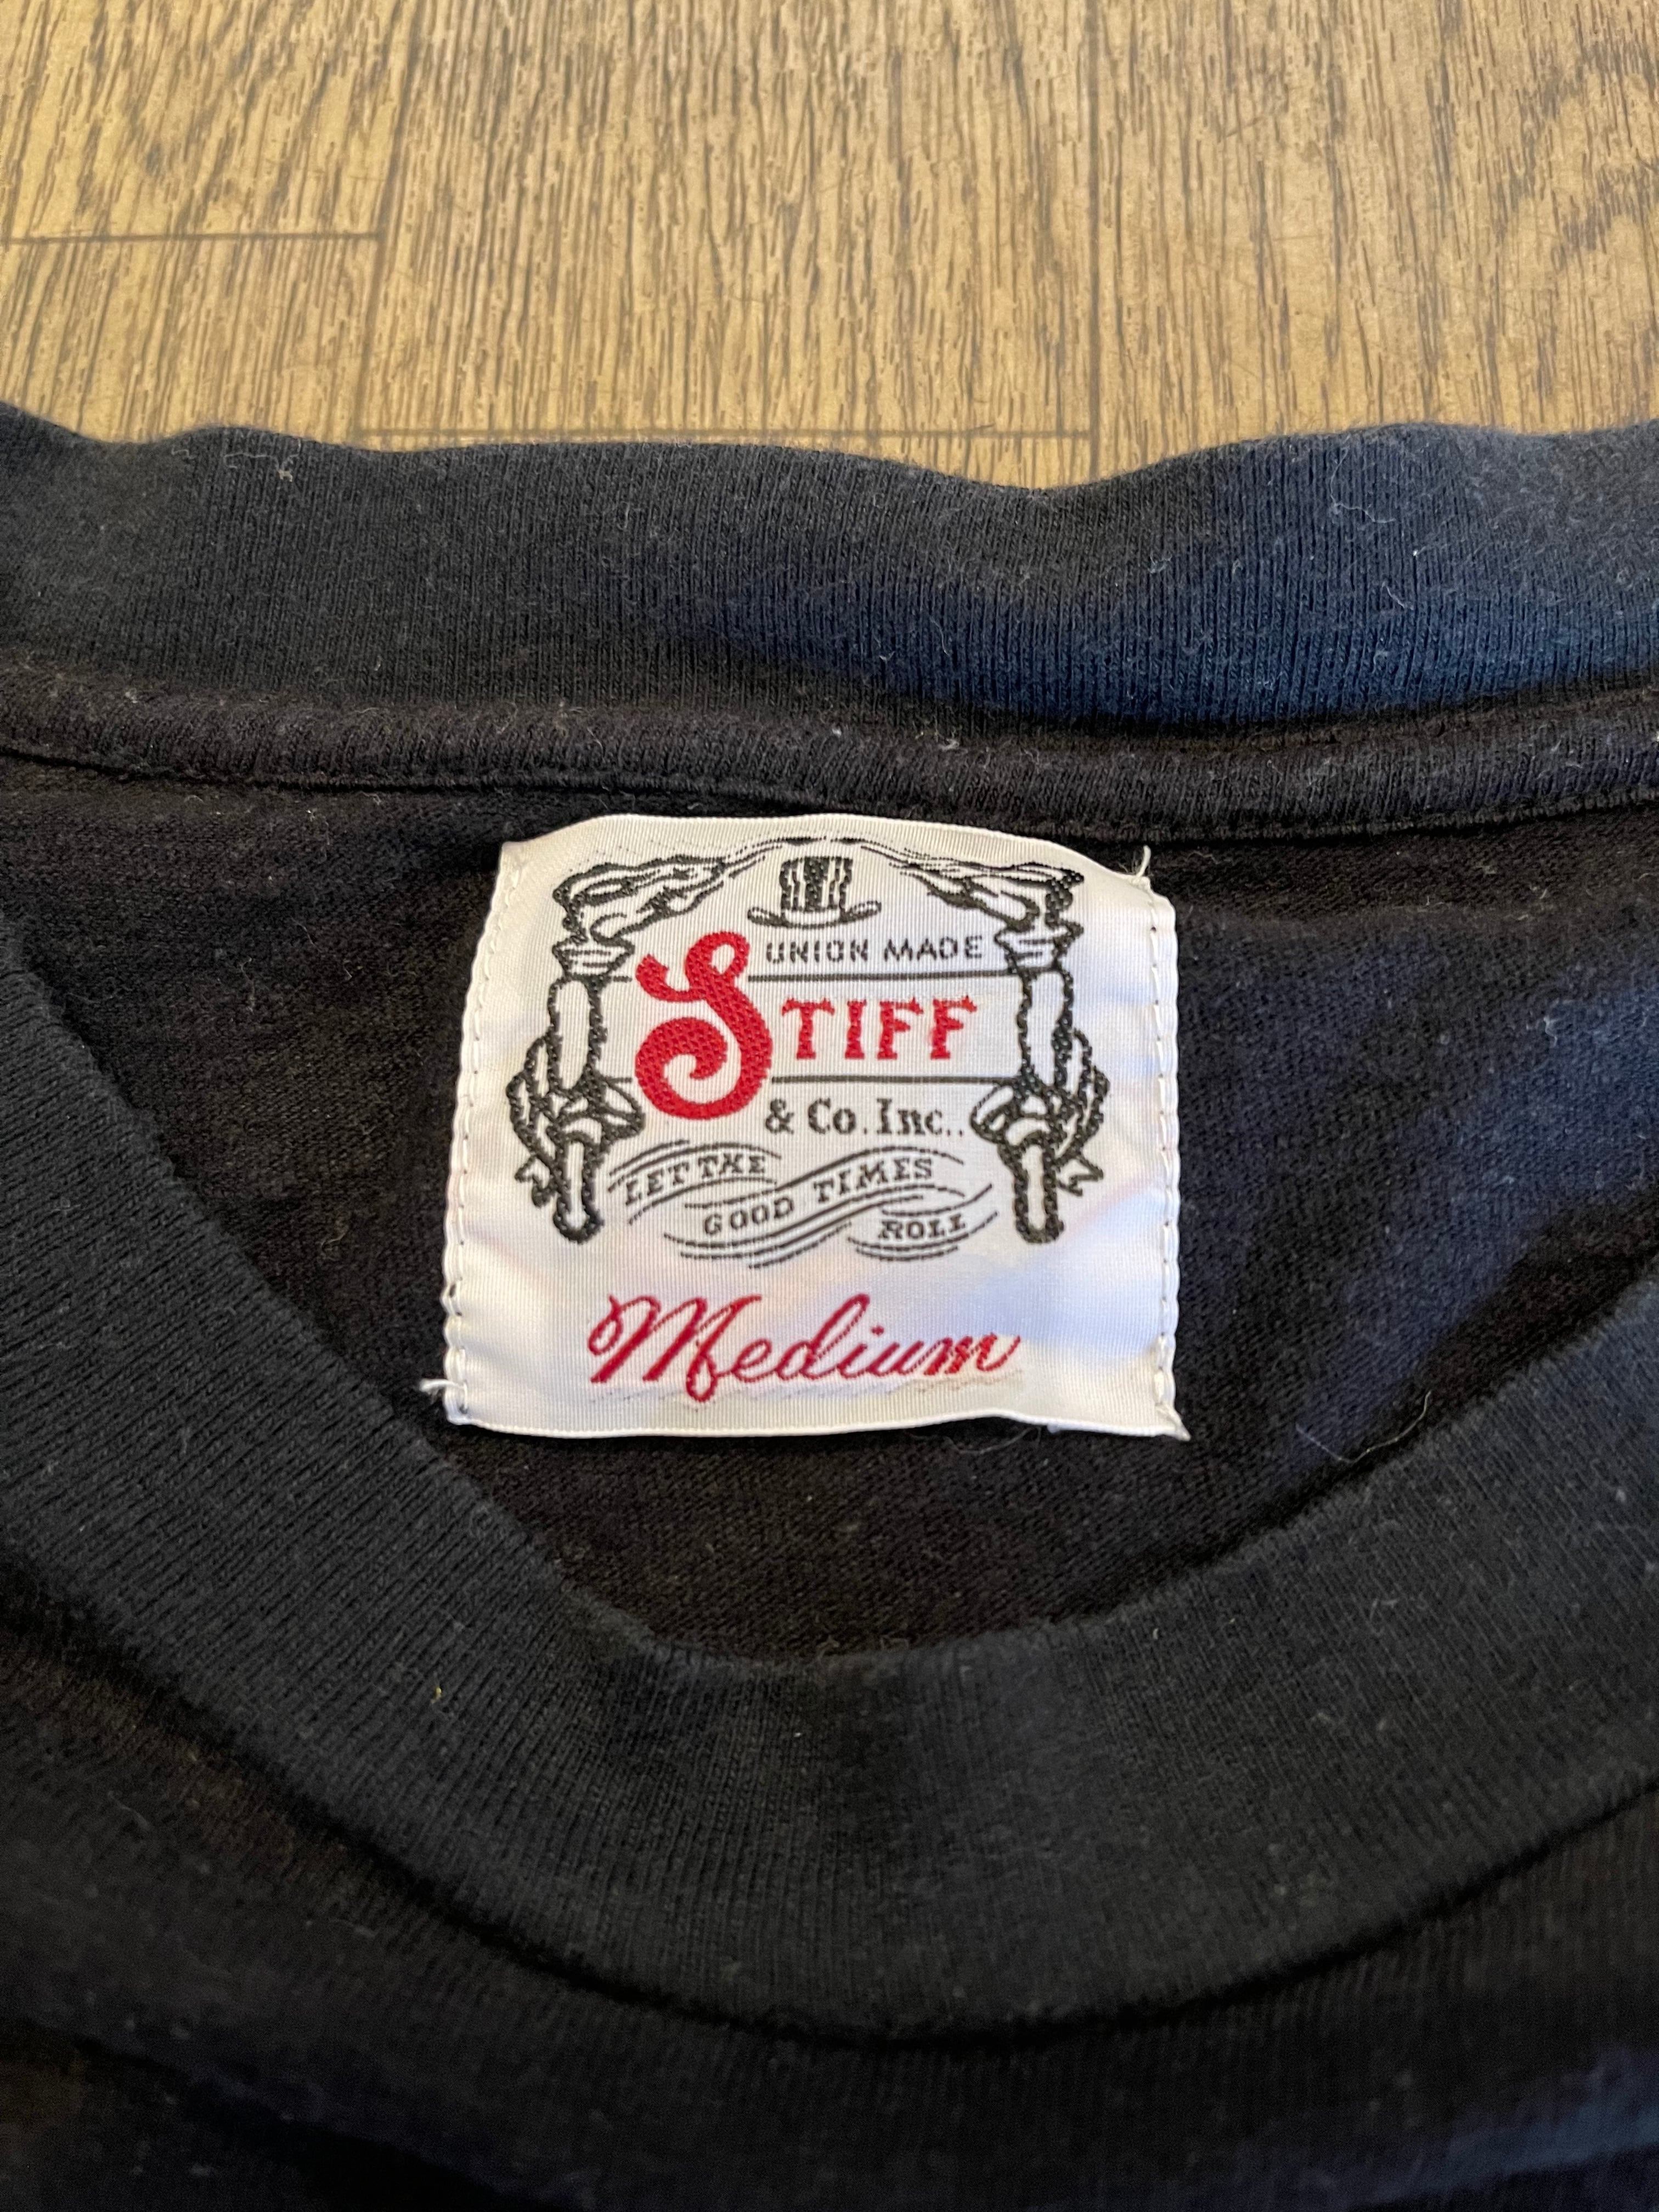 UNION MADE
STIFF
& Co. Inc..
LET THE
GOOD TIMES
ROLL
Medium